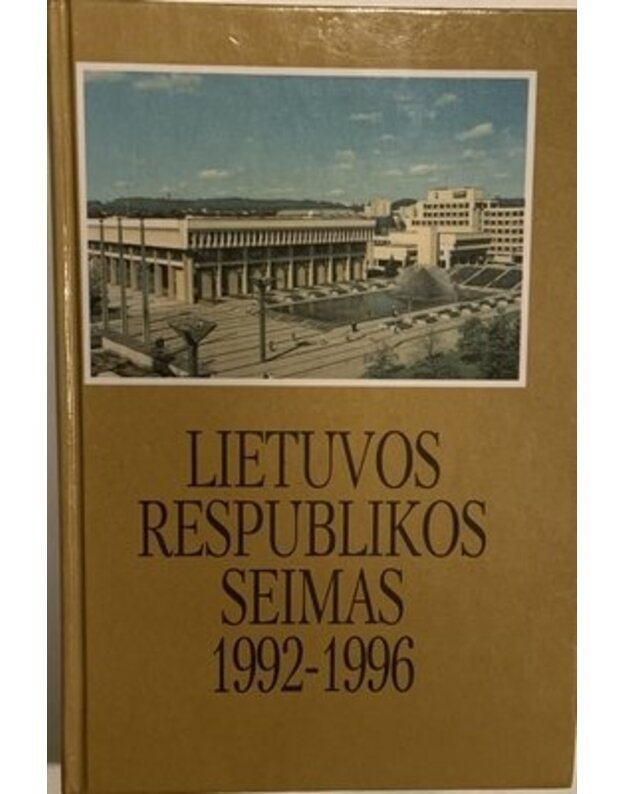 LIETUVOS
RESPUBLIKOS
SEIMAS
1992-1996